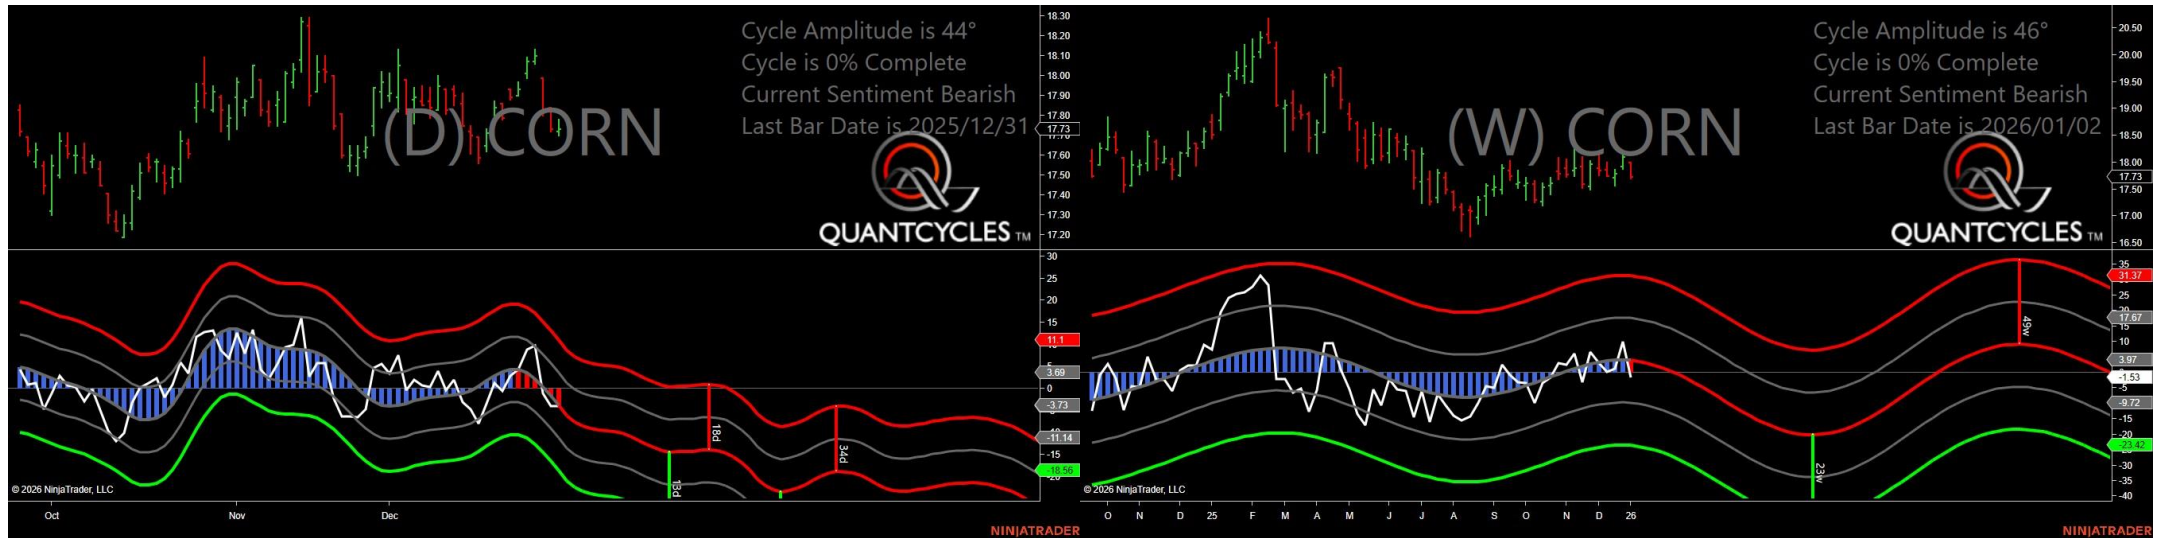 Cycle Amplitude is 44°
Cycle is 0% Complete
Current Sentiment Bearish
Last Bar Date is 2025/12/31
(D) CORN
QUANTCYCLES TM
18.30
18.20
18.10
18.00
17.90
17.80
17.73
17.60
17.50
17.40
17.30
17.20
30
25
20
15
11.1
5
3.69
0
-3.73
-11.14
-15
-18.56
18d
34d
13d
© 2026 NinjaTrader, LLC
Oct Nov Dec
NINJATRADER
Cycle Amplitude is 46°
Cycle is 0% Complete
Current Sentiment Bearish
Last Bar Date is 2026/01/02
(W) CORN
QUANTCYCLES TM
20.50
20.00
19.50
19.00
18.50
18.00
17.73
17.50
17.00
16.50
35
31.37
25
17.67
15
10
3.97
-1.53
-5
-9.72
-15
-20
-23.42
-30
-35
-40
49w
23w
© 2026 NinjaTrader, LLC
O N D 25 F M A M J J A S O N D 26
NINJATRADER